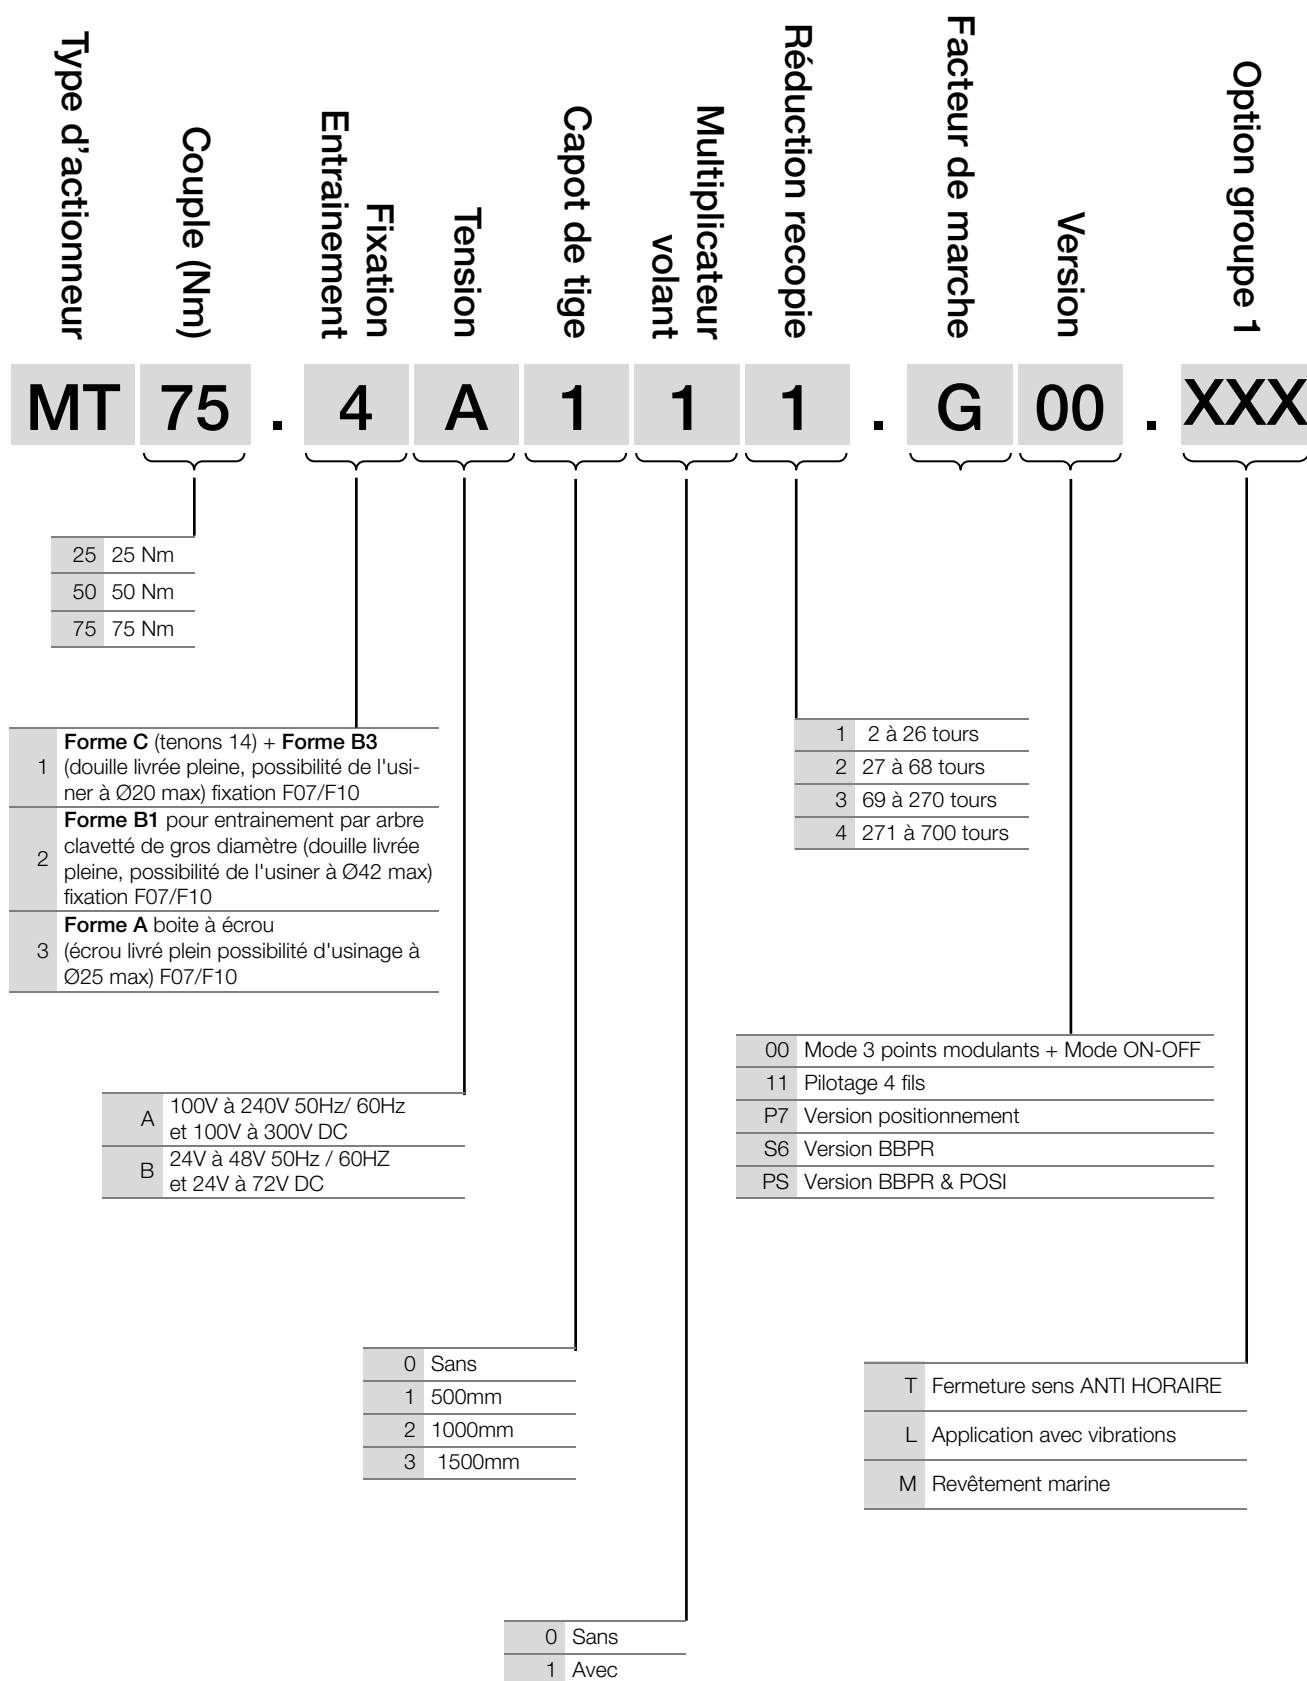 Type d'actionneur
Couple (Nm)
Fixation
Entrainement
Tension
Capot de tige
Multiplicateur
volant
Réduction recopie
Facteur de marche
Version
Option groupe 1
MT 75 . 4 A 1 1 1 . G 00 . XXX
25 25 Nm
50 50 Nm
75 75 Nm
1 Forme C (tenons 14) + Forme B3
(douille livrée pleine, possibilité de l'usi-
ner à Ø20 max) fixation F07/F10
2 Forme B1 pour entrainement par arbre
clavetté de gros diamètre (douille livrée
pleine, possibilité de l'usiner à Ø42 max)
fixation F07/F10
3 Forme A boite à écrou
(écrou livré plein possibilité d'usinage à
Ø25 max) F07/F10
1 2 à 26 tours
2 27 à 68 tours
3 69 à 270 tours
4 271 à 700 tours
A 100V à 240V 50Hz/ 60Hz
et 100V à 300V DC
B 24V à 48V 50Hz / 60HZ
et 24V à 72V DC
00 Mode 3 points modulants + Mode ON-OFF
11 Pilotage 4 fils
P7 Version positionnement
S6 Version BBPR
PS Version BBPR & POSI
0 Sans
1 500mm
2 1000mm
3 1500mm
T Fermeture sens ANTI HORAIRE
L Application avec vibrations
M Revêtement marine
0 Sans
1 Avec